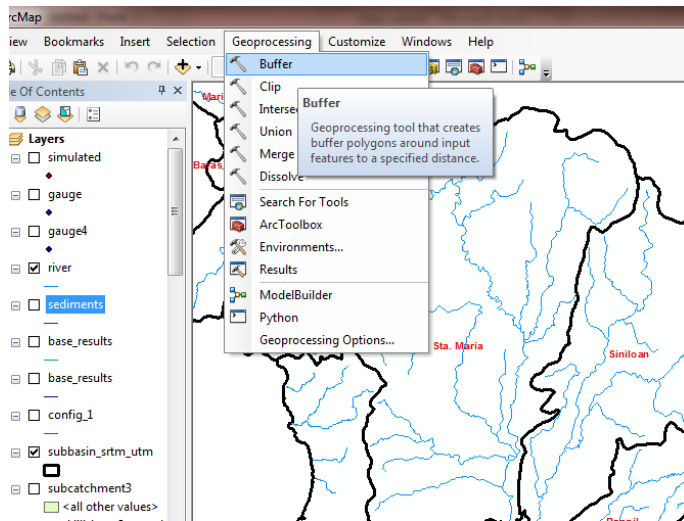 rcMap
iew Bookmarks Insert Selection Geoprocessing Customize Windows Help
Buffer
e Of Contents
Clip
Mari
Buffer
Interse
Geoprocessing tool that creates
buffer polygons around input
features to a specified distance.
Layers
Union
simulated
Merge
Baras
Dissolve
gauge
Search For Tools
ArcToolbox
gauge4
Environments...
river
Results
ModelBuilder
sediments
Python
base_results
Geoprocessing Options...
Sta. Maria
Siniloan
base_results
config_1
subbasin_srtm_utm
subcatchment3
<all other values>